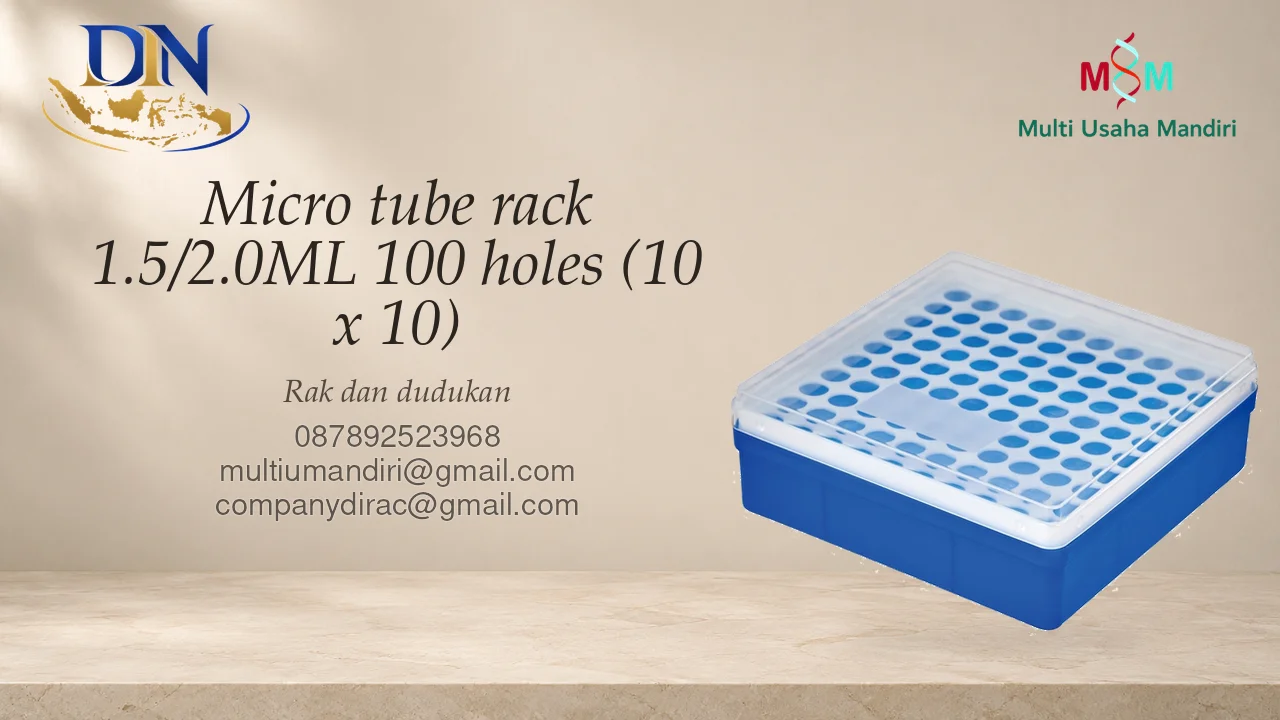 DN
M M
Multi Usaha Mandiri
Micro tube rack
1.5/2.0ML 100 holes (10
x 10)
Rak dan dudukan
087892523968
multiumandiri@gmail.com
companydirac@gmail.com